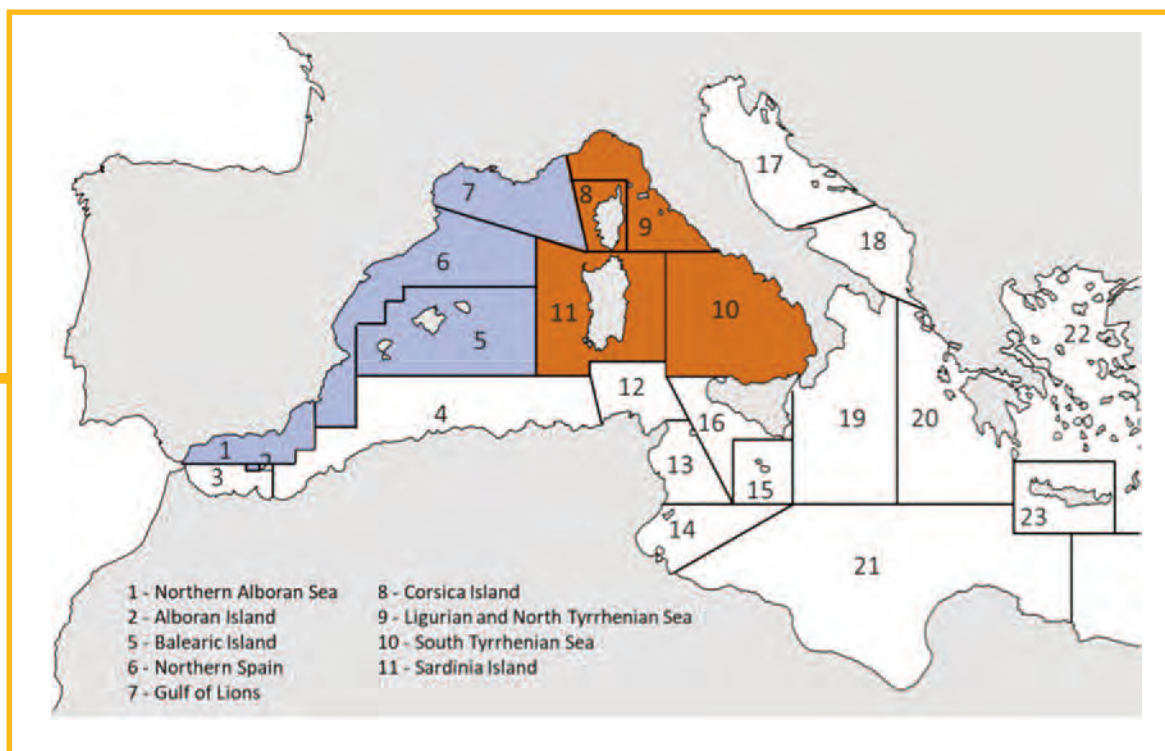 17
7
8
9
18
6
11
10
22
5
12
4
16
19
20
1
2
3
13
15
14
23
21
1 - Northern Alboran Sea
2 - Alboran Island
5 - Balearic Island
6 - Northern Spain
7 - Gulf of Lions
8 - Corsica Island
9 - Ligurian and North Tyrrhenian Sea
10 - South Tyrrhenian Sea
11 - Sardinia Island